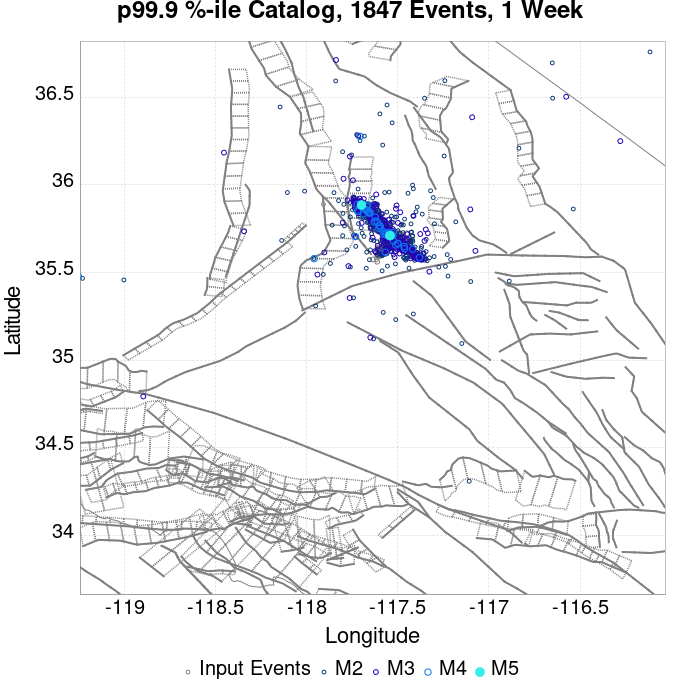 p99.9 %-ile Catalog, 1847 Events, 1 Week
36.5
36
35.5
35
34.5
34
Latitude
-119 -118.5 -118 -117.5 -117 -116.5
Longitude
Input Events M2 M3 M4 M5